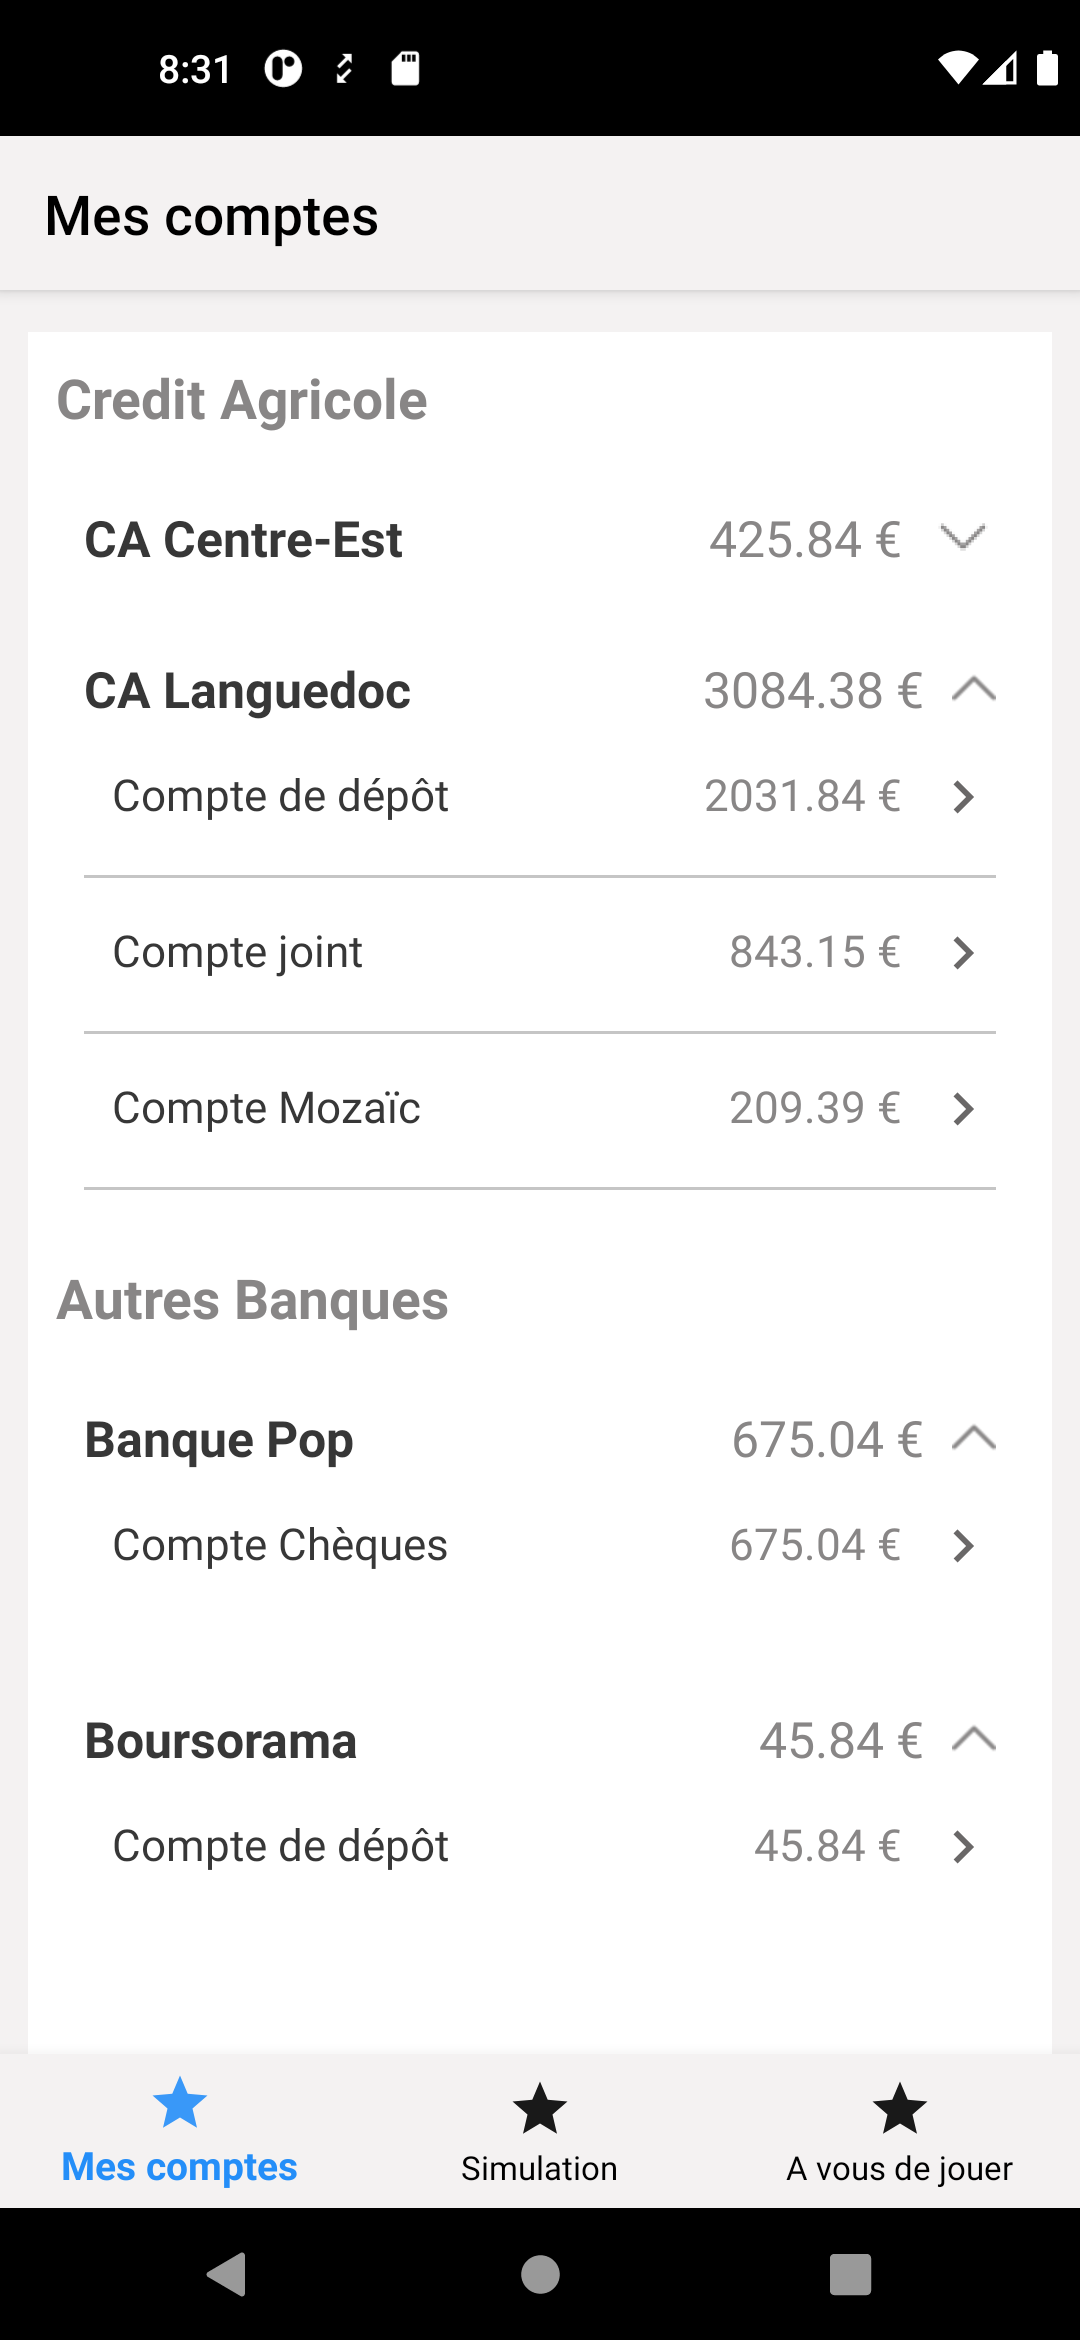 8:31
Mes comptes
Credit Agricole
CA Centre-Est 425.84 €
CA Languedoc 3084.38 €
Compte de dépôt 2031.84 €
Compte joint 843.15 €
Compte Mozaïc 209.39 €
Autres Banques
Banque Pop 675.04 €
Compte Chèques 675.04 €
Boursorama 45.84 €
Compte de dépôt 45.84 €
Mes comptes Simulation A vous de jouer